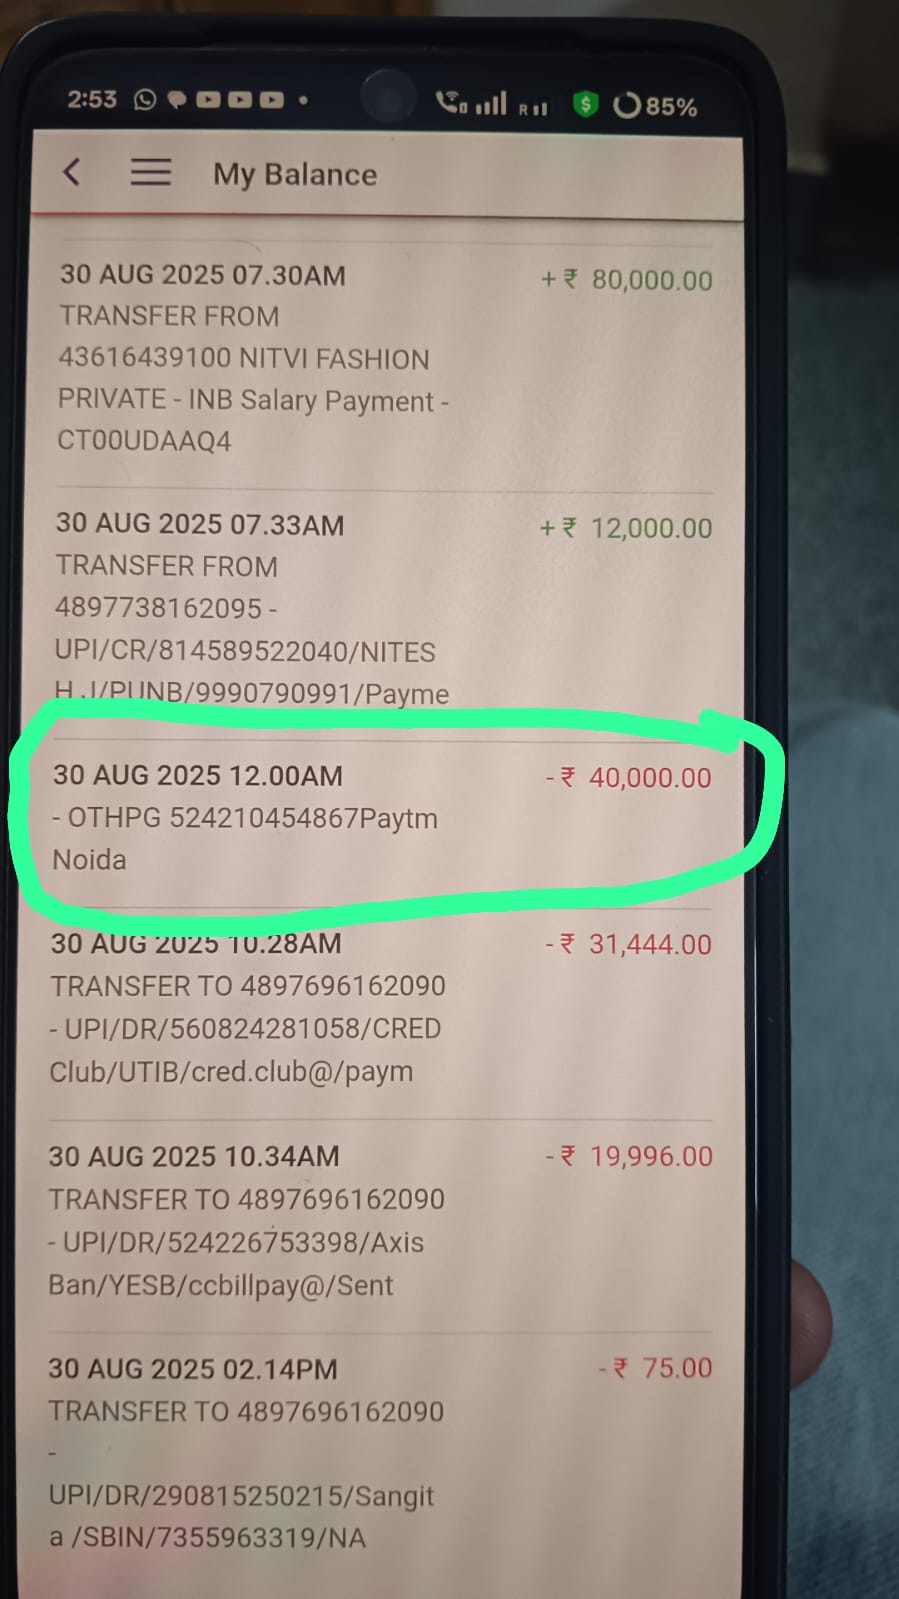 2:53 85%
My Balance
30 AUG 2025 07.30AM + ₹ 80,000.00
TRANSFER FROM
43616439100 NITVI FASHION
PRIVATE - INB Salary Payment -
CT00UDAAQ4
30 AUG 2025 07.33AM + ₹ 12,000.00
TRANSFER FROM
4897738162095 -
UPI/CR/814589522040/NITES
H J/PUNB/9990790991/Payme
30 AUG 2025 12.00AM - ₹ 40,000.00
- OTHPG 524210454867Paytm
Noida
30 AUG 2025 10.28AM - ₹ 31,444.00
TRANSFER TO 4897696162090
- UPI/DR/560824281058/CRED
Club/UTIB/cred.club@/paym
30 AUG 2025 10.34AM - ₹ 19,996.00
TRANSFER TO 4897696162090
- UPI/DR/524226753398/Axis
Ban/YESB/ccbillpay@/Sent
30 AUG 2025 02.14PM - ₹ 75.00
TRANSFER TO 4897696162090
-
UPI/DR/290815250215/Sangit
a /SBIN/7355963319/NA